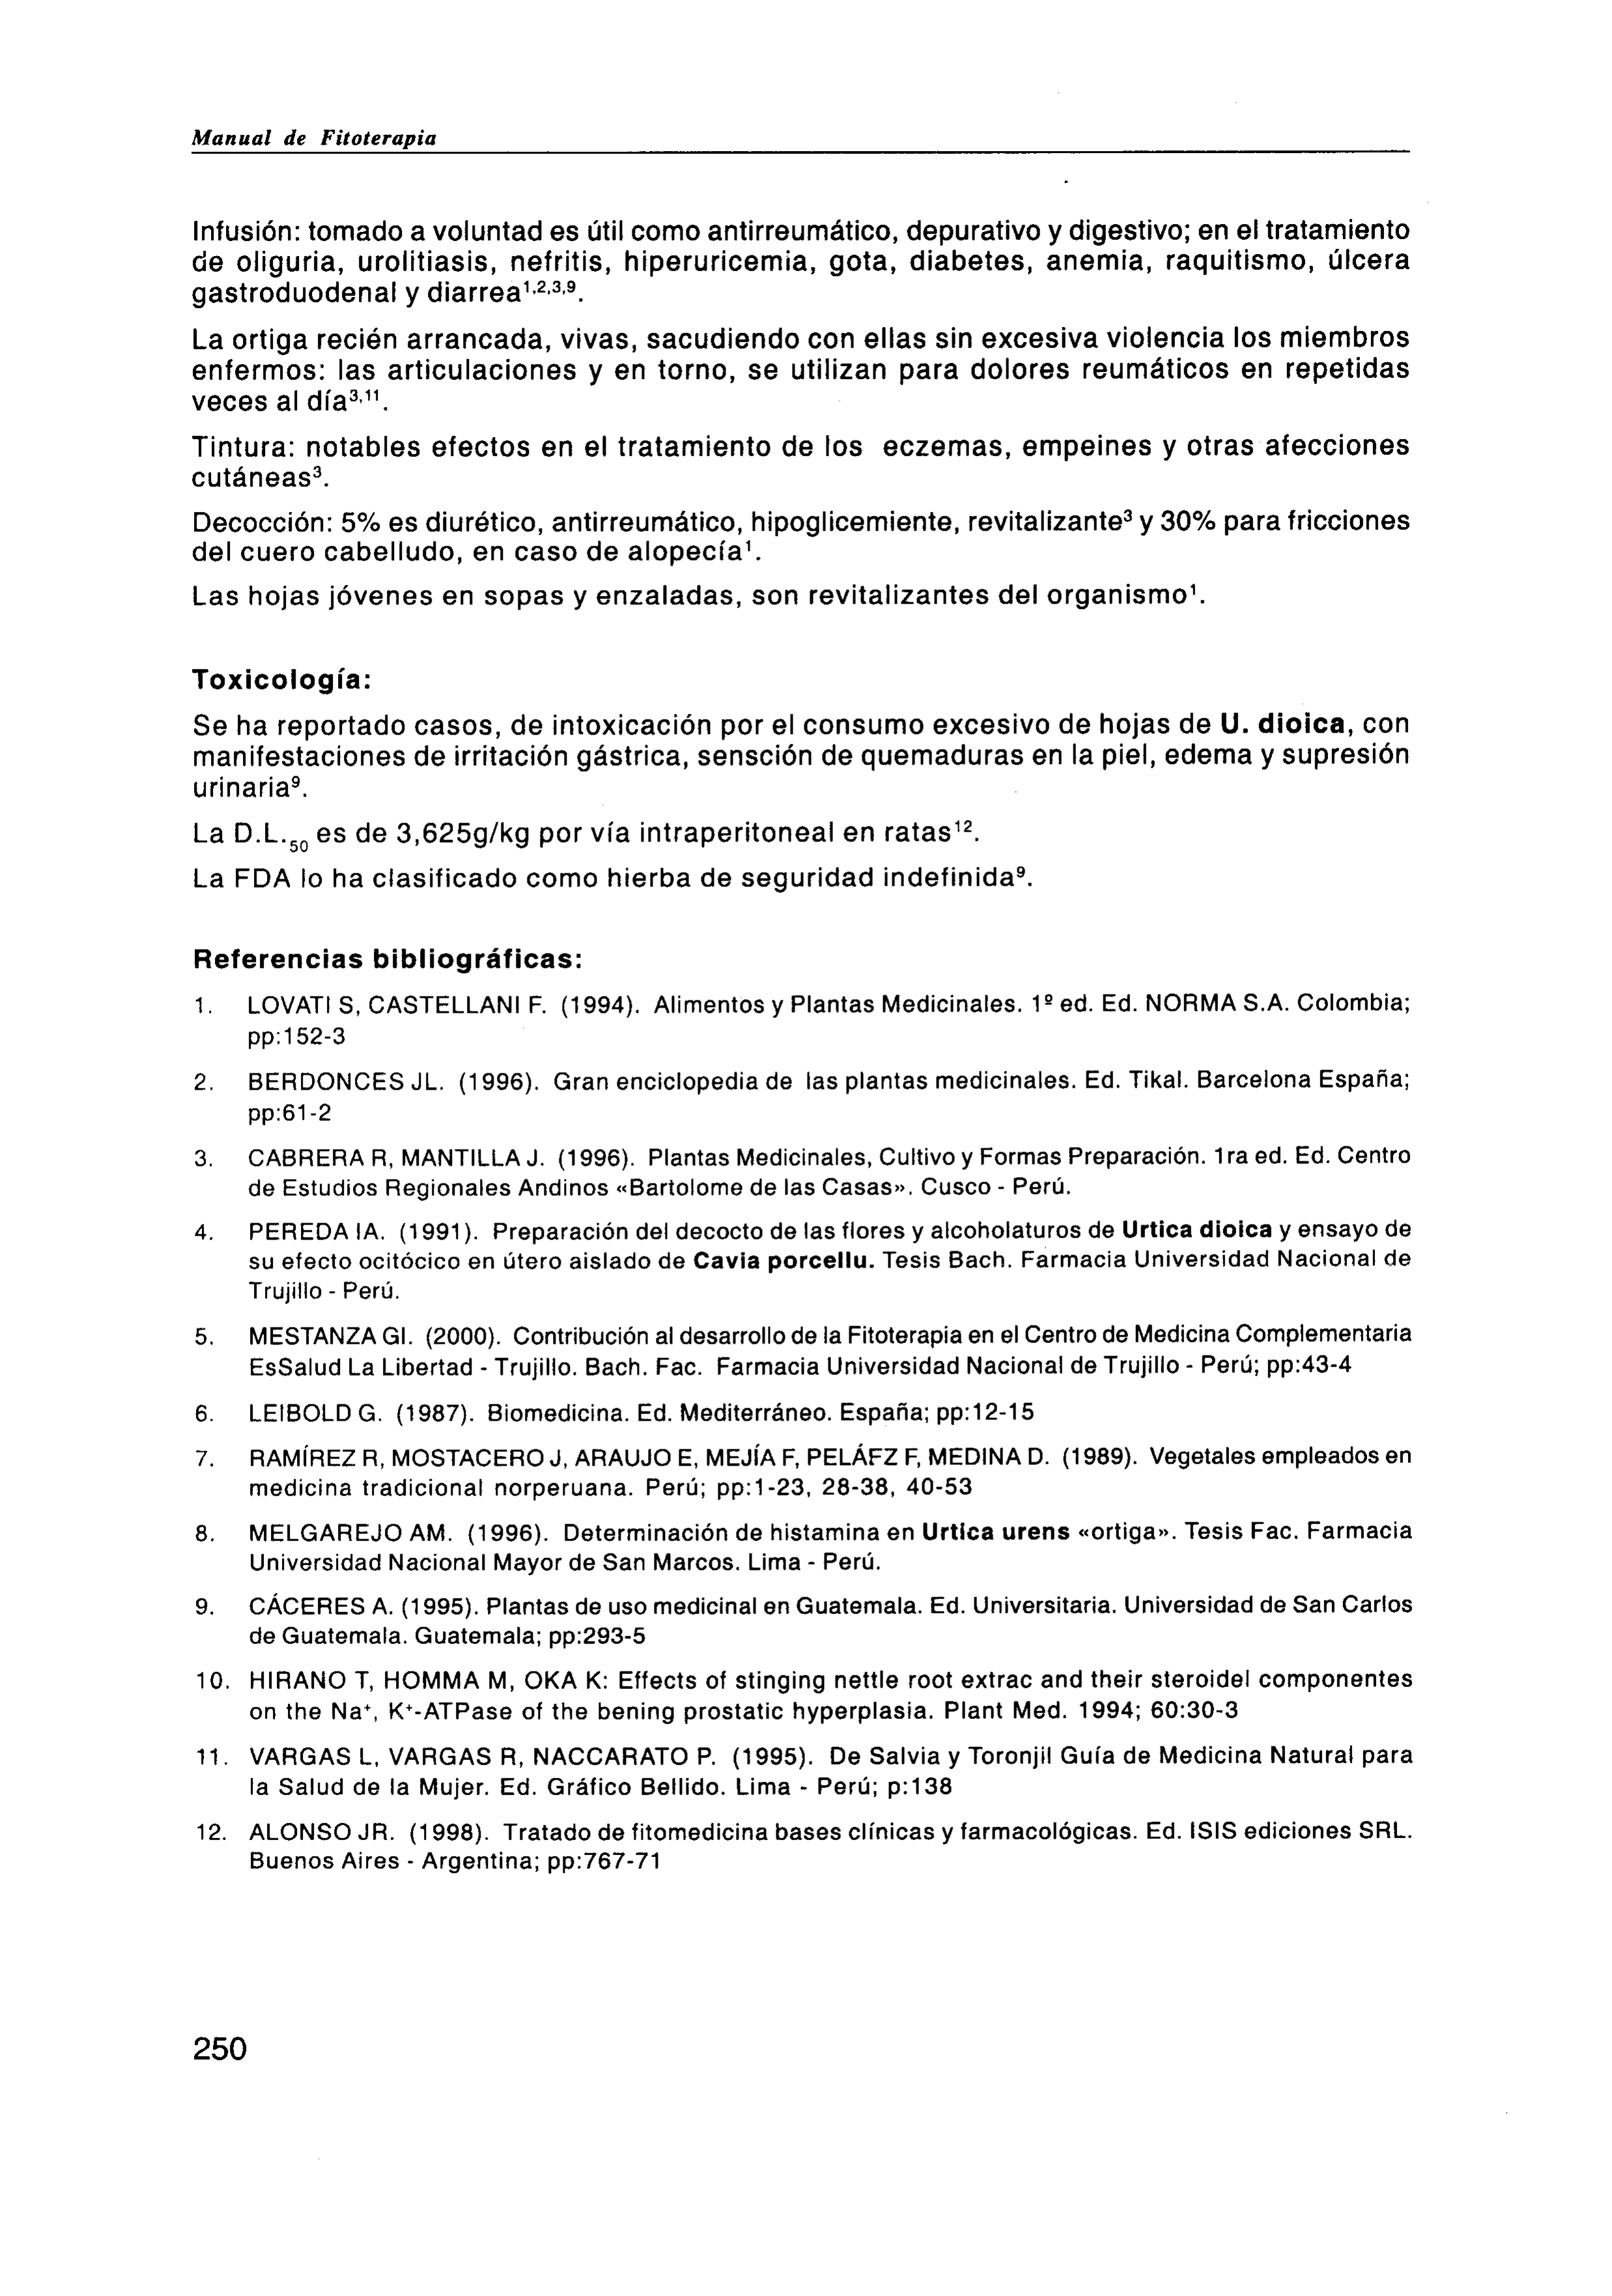 Manual de Fitoterapia
Infusión: tomado a voluntad es útil como antirreumático, depurativo y digestivo; en el tratamiento
de oliguria, urolitiasis, nefritis, hiperuricemia, gota, diabetes, anemia, raquitismo, úlcera
gastroduodenal y diarrea¹,²,³,⁹.
La ortiga recién arrancada, vivas, sacudiendo con ellas sin excesiva violencia los miembros
enfermos: las articulaciones y en torno, se utilizan para dolores reumáticos en repetidas
veces al día³,¹¹.
Tintura: notables efectos en el tratamiento de los eczemas, empeines y otras afecciones
cutáneas³.
Decocción: 5% es diurético, antirreumático, hipoglicemiente, revitalizante³ y 30% para fricciones
del cuero cabelludo, en caso de alopecía¹.
Las hojas jóvenes en sopas y enzaladas, son revitalizantes del organismo¹.
Toxicología:
Se ha reportado casos, de intoxicación por el consumo excesivo de hojas de U. dioica, con
manifestaciones de irritación gástrica, sensción de quemaduras en la piel, edema y supresión
urinaria⁹.
La D.L.₅₀ es de 3,625g/kg por vía intraperitoneal en ratas¹².
La FDA lo ha clasificado como hierba de seguridad indefinida⁹.
Referencias bibliográficas:
1. LOVATI S, CASTELLANI F. (1994). Alimentos y Plantas Medicinales. 1º ed. Ed. NORMA S.A. Colombia;
pp:152-3
2. BERDONCES JL. (1996). Gran enciclopedia de las plantas medicinales. Ed. Tikal. Barcelona España;
pp:61-2
3. CABRERA R, MANTILLA J. (1996). Plantas Medicinales, Cultivo y Formas Preparación. 1ra ed. Ed. Centro
de Estudios Regionales Andinos «Bartolome de las Casas». Cusco - Perú.
4. PEREDA IA. (1991). Preparación del decocto de las flores y alcoholaturos de Urtica dioica y ensayo de
su efecto ocitócico en útero aislado de Cavia porcellu. Tesis Bach. Farmacia Universidad Nacional de
Trujillo - Perú.
5. MESTANZA GI. (2000). Contribución al desarrollo de la Fitoterapia en el Centro de Medicina Complementaria
EsSalud La Libertad - Trujillo. Bach. Fac. Farmacia Universidad Nacional de Trujillo - Perú; pp:43-4
6. LEIBOLD G. (1987). Biomedicina. Ed. Mediterráneo. España; pp:12-15
7. RAMÍREZ R, MOSTACERO J, ARAUJO E, MEJÍA F, PELÁFZ F, MEDINA D. (1989). Vegetales empleados en
medicina tradicional norperuana. Perú; pp:1-23, 28-38, 40-53
8. MELGAREJO AM. (1996). Determinación de histamina en Urtica urens «ortiga». Tesis Fac. Farmacia
Universidad Nacional Mayor de San Marcos. Lima - Perú.
9. CÁCERES A. (1995). Plantas de uso medicinal en Guatemala. Ed. Universitaria. Universidad de San Carlos
de Guatemala. Guatemala; pp:293-5
10. HIRANO T, HOMMA M, OKA K: Effects of stinging nettle root extrac and their steroidel componentes
on the Na⁺, K⁺-ATPase of the bening prostatic hyperplasia. Plant Med. 1994; 60:30-3
11. VARGAS L, VARGAS R, NACCARATO P. (1995). De Salvia y Toronjil Guía de Medicina Natural para
la Salud de la Mujer. Ed. Gráfico Bellido. Lima - Perú; p:138
12. ALONSO JR. (1998). Tratado de fitomedicina bases clínicas y farmacológicas. Ed. ISIS ediciones SRL.
Buenos Aires - Argentina; pp:767-71
250